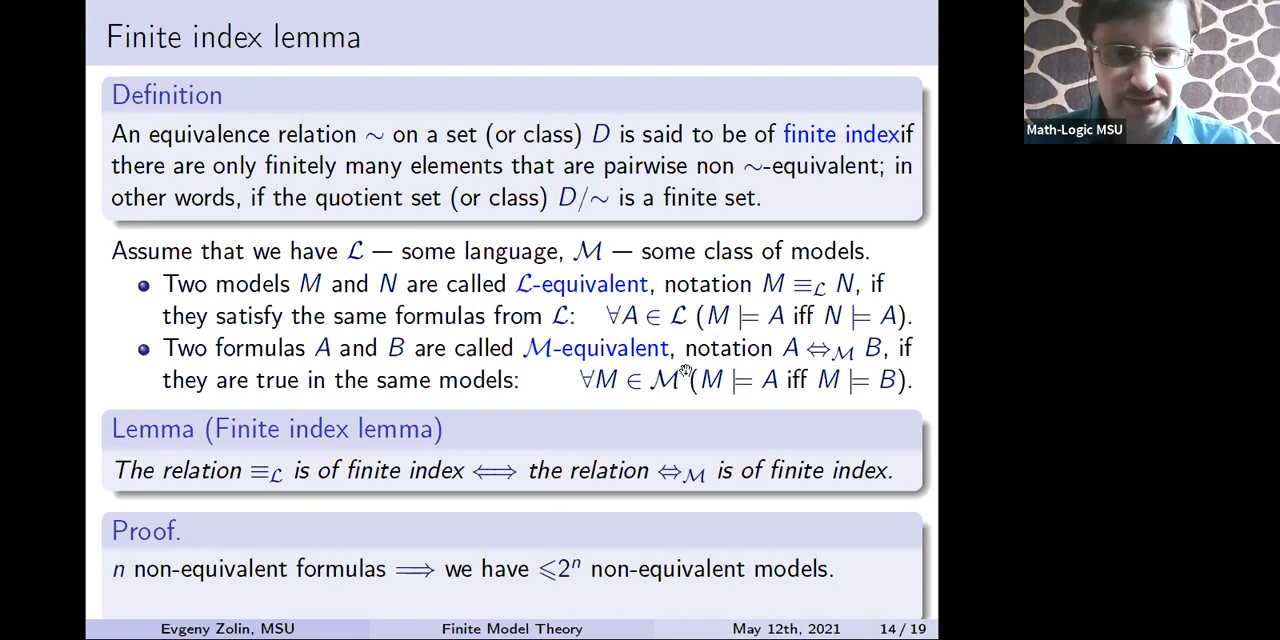 Finite index lemma
Definition
An equivalence relation ∼ on a set (or class) D is said to be of finite indexif
there are only finitely many elements that are pairwise non ∼-equivalent; in
other words, if the quotient set (or class) D/∼ is a finite set.
Assume that we have ℒ — some language, ℳ — some class of models.
Two models M and N are called ℒ-equivalent, notation M ≡ℒ N, if
they satisfy the same formulas from ℒ: ∀A ∈ ℒ (M ⊨ A iff N ⊨ A).
Two formulas A and B are called ℳ-equivalent, notation A ⇔ℳ B, if
they are true in the same models: ∀M ∈ ℳ (M ⊨ A iff M ⊨ B).
Lemma (Finite index lemma)
The relation ≡ℒ is of finite index ⟺ the relation ⇔ℳ is of finite index.
Proof.
n non-equivalent formulas ⟹ we have ⩽2ⁿ non-equivalent models.
Evgeny Zolin, MSU Finite Model Theory May 12th, 2021 14 / 19
Math-Logic MSU